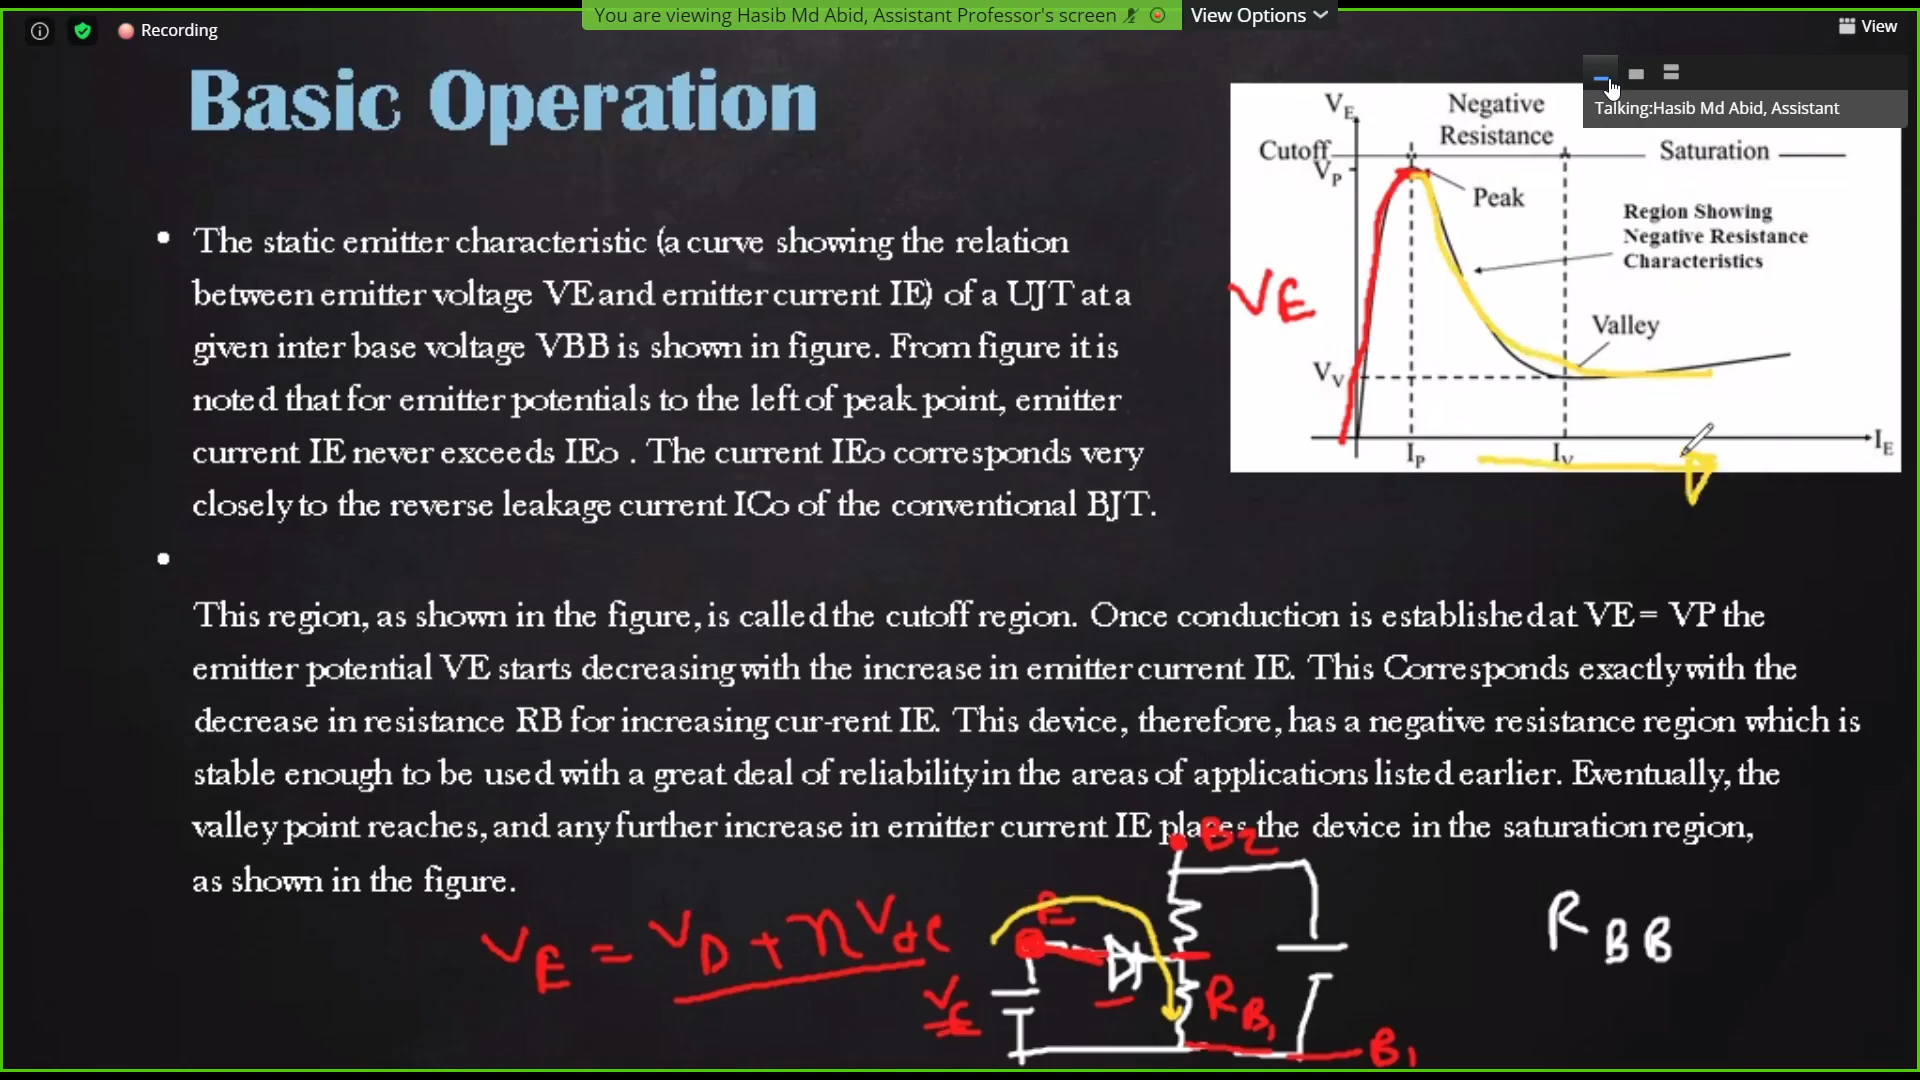 You are viewing Hasib Md Abid, Assistant Professor's screen
View Options
Recording
View
Talking:Hasib Md Abid, Assistant
Basic Operation
• The static emitter characteristic (a curve showing the relation
between emitter voltage VE and emitter current IE) of a UJT at a
given inter base voltage VBB is shown in figure. From figure it is
noted that for emitter potentials to the left of peak point, emitter
current IE never exceeds IEo . The current IEo corresponds very
closely to the reverse leakage current ICo of the conventional BJT.
•
This region, as shown in the figure, is called the cutoff region. Once conduction is established at VE = VP the
emitter potential VE starts decreasing with the increase in emitter current IE. This Corresponds exactly with the
decrease in resistance RB for increasing cur-rent IE. This device, therefore, has a negative resistance region which is
stable enough to be used with a great deal of reliability in the areas of applications listed earlier. Eventually, the
valley point reaches, and any further increase in emitter current IE places the device in the saturation region,
as shown in the figure.
VE
Negative
Resistance
Cutoff
Saturation
VP
Peak
Region Showing
Negative Resistance
Characteristics
VE
Valley
VV
IP
IV
IE
B2
E
VE = VD + ηVdc
RBB
RB1
B1